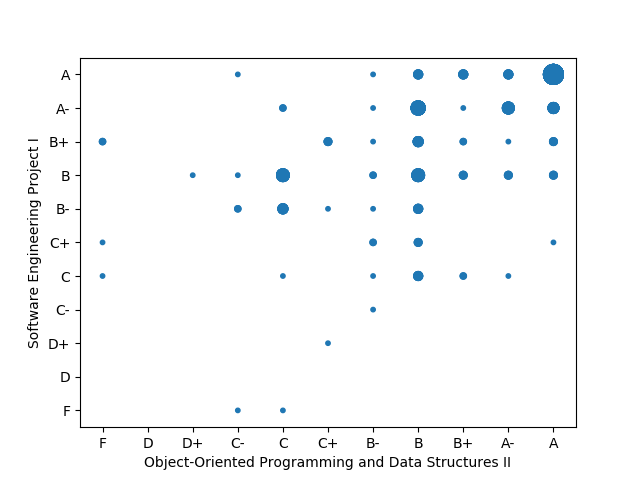 A
A-
B+
B
B-
C+
C
C-
D+
D
F
Software Engineering Project I
F D D+ C- C C+ B- B B+ A- A
Object-Oriented Programming and Data Structures II